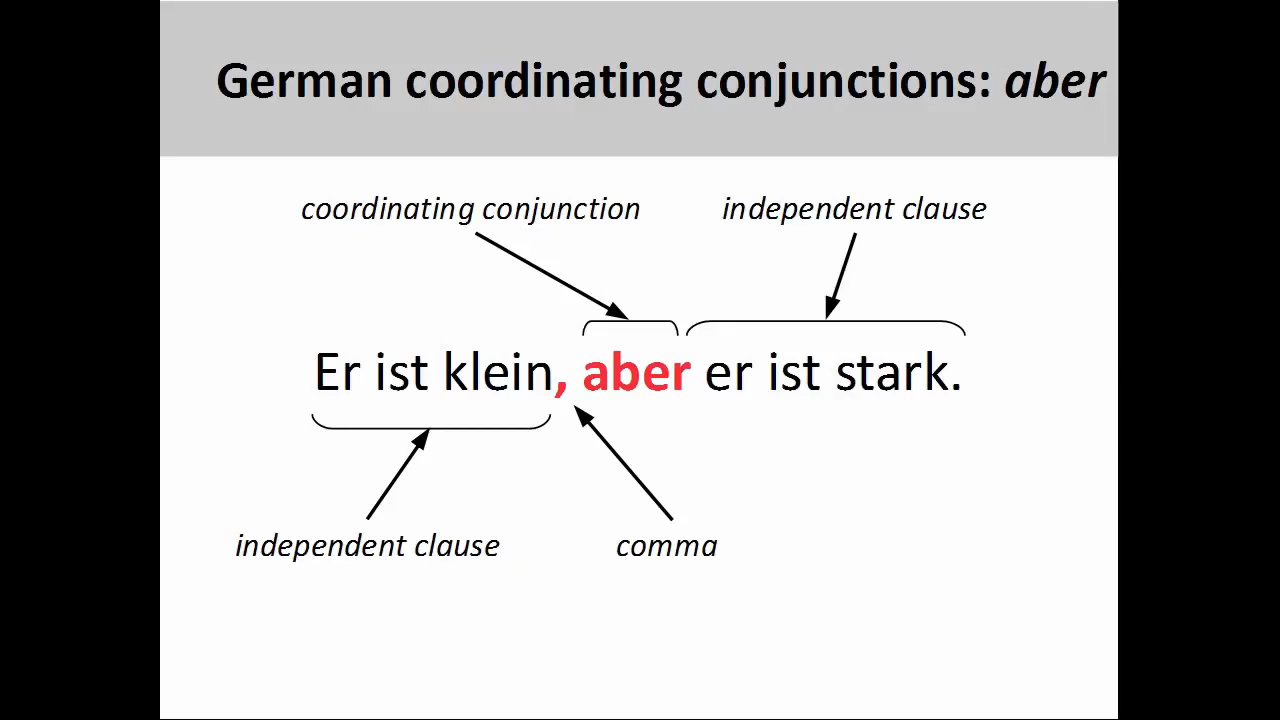 German coordinating conjunctions: aber
coordinating conjunction independent clause
Er ist klein, aber er ist stark.
independent clause comma